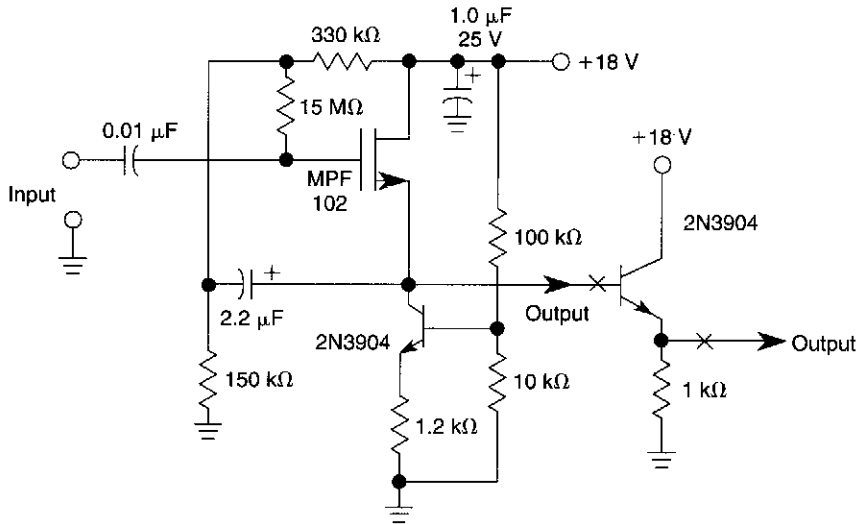 1.0 µF
25 V
330 kΩ
+18 V
15 MΩ
0.01 µF
+18 V
Input
MPF
102
2N3904
100 kΩ
Output
2.2 µF
2N3904
Output
150 kΩ
10 kΩ
1 kΩ
1.2 kΩ